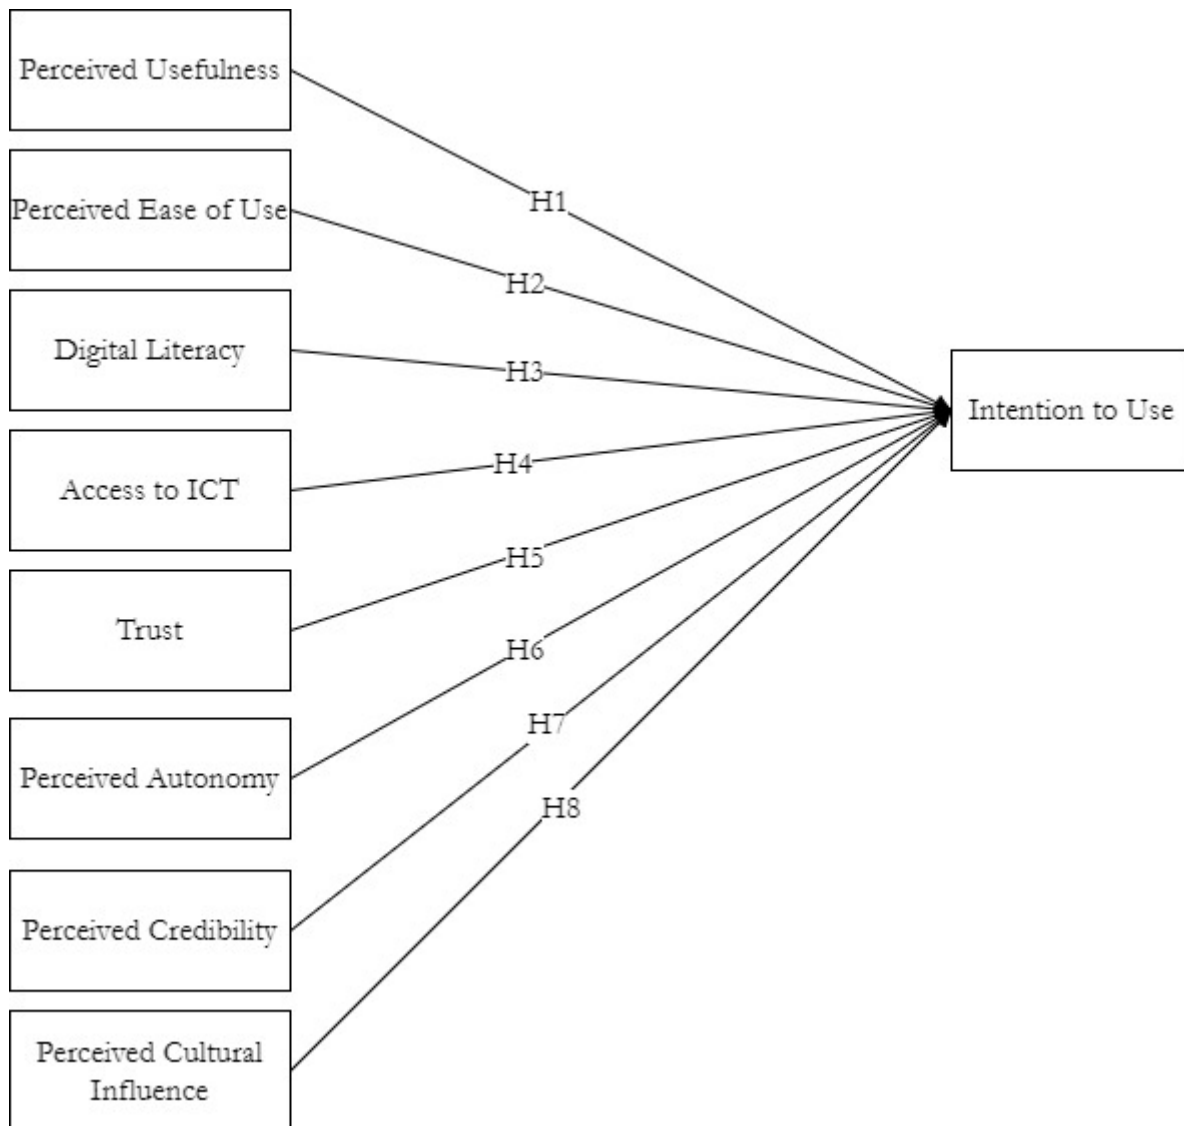 Perceived Usefulness
H1
Perceived Ease of Use
H2
Digital Literacy
H3
Intention to Use
Access to ICT
H4
H5
Trust
H6
Perceived Autonomy
H7
H8
Perceived Credibility
Perceived Cultural
Influence